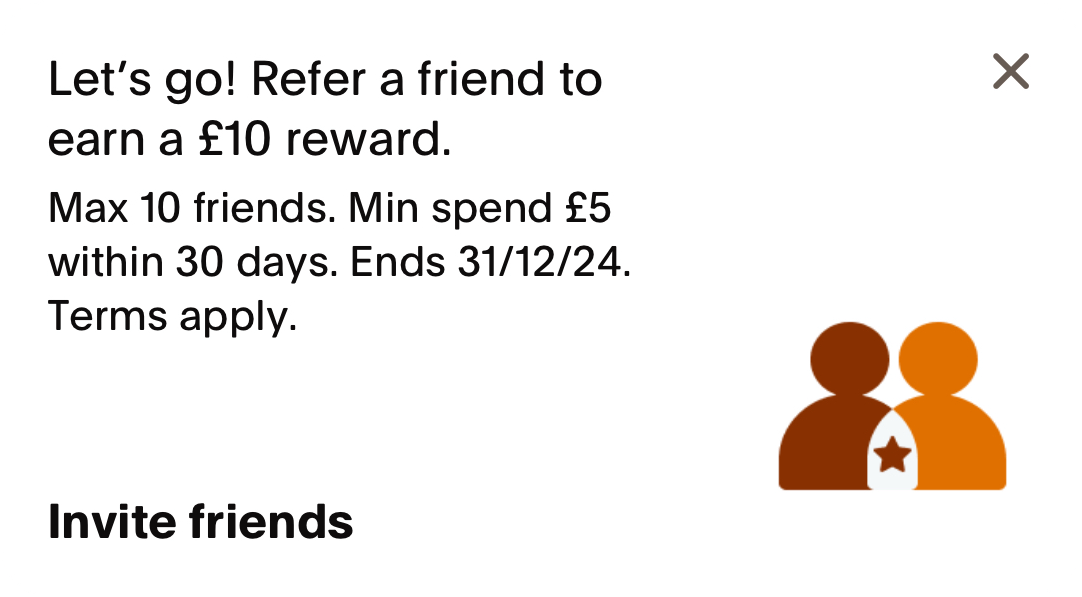 Let’s go! Refer a friend to
earn a £10 reward.
Max 10 friends. Min spend £5
within 30 days. Ends 31/12/24.
Terms apply.
Invite friends